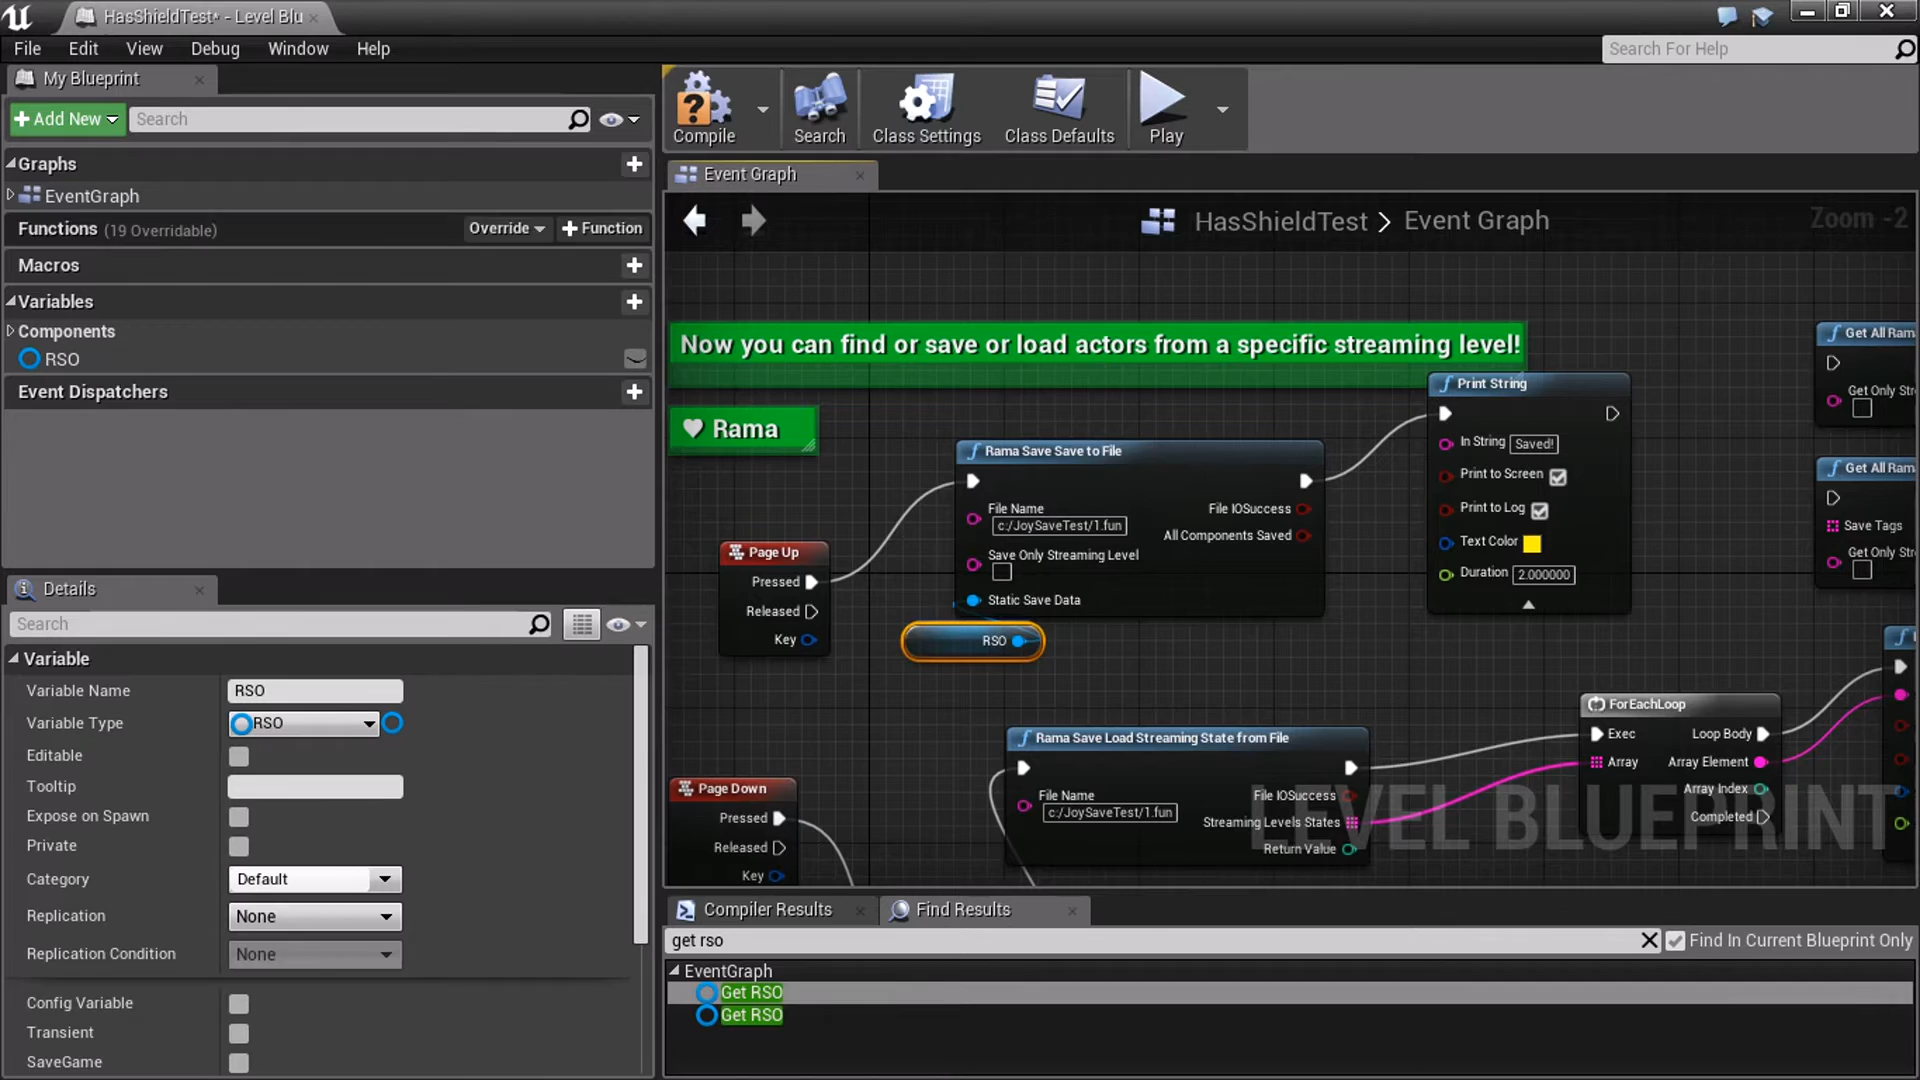 HasShieldTest* - Level Blu
File Edit View Debug Window Help
Search For Help
My Blueprint
Add New
Search
Graphs
EventGraph
Functions (19 Overridable)
Override
Function
Macros
Variables
Components
RSO
Event Dispatchers
Details
Search
Variable
Variable Name
RSO
Variable Type
RSO
Editable
Tooltip
Expose on Spawn
Private
Category
Default
Replication
None
Replication Condition
None
Config Variable
Transient
SaveGame
Compile
Search
Class Settings
Class Defaults
Play
Event Graph
HasShieldTest > Event Graph
Zoom -2
Now you can find or save or load actors from a specific streaming level!
Rama
Page Up
Pressed
Released
Key
Rama Save Save to File
File Name
c:/JoySaveTest/1.fun
Save Only Streaming Level
Static Save Data
File IOSuccess
All Components Saved
RSO
Print String
In String Saved!
Print to Screen
Print to Log
Text Color
Duration 2.000000
Get All Rama
Get Only Str
Get All Ram
Save Tags
Get Only Str
Page Down
Pressed
Released
Key
Rama Save Load Streaming State from File
File Name
c:/JoySaveTest/1.fun
File IOSuccess
Streaming Levels States
Return Value
ForEachLoop
Exec
Array
Loop Body
Array Element
Array Index
Completed
LEVEL BLUEPRINT
Compiler Results
Find Results
get rso
Find In Current Blueprint Only
EventGraph
Get RSO
Get RSO